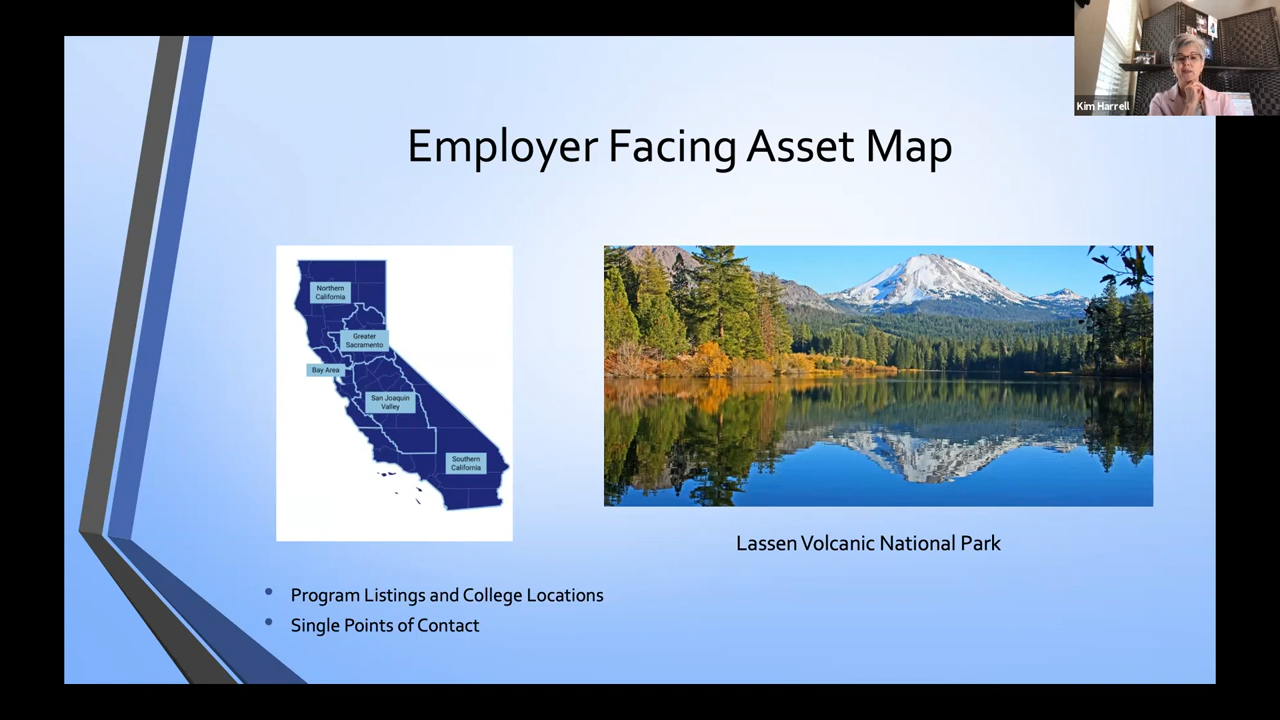 Kim Harrell
Employer Facing Asset Map
Northern
California
Greater
Sacramento
Bay Area
San Joaquin
Valley
Southern
California
Lassen Volcanic National Park
• Program Listings and College Locations
• Single Points of Contact